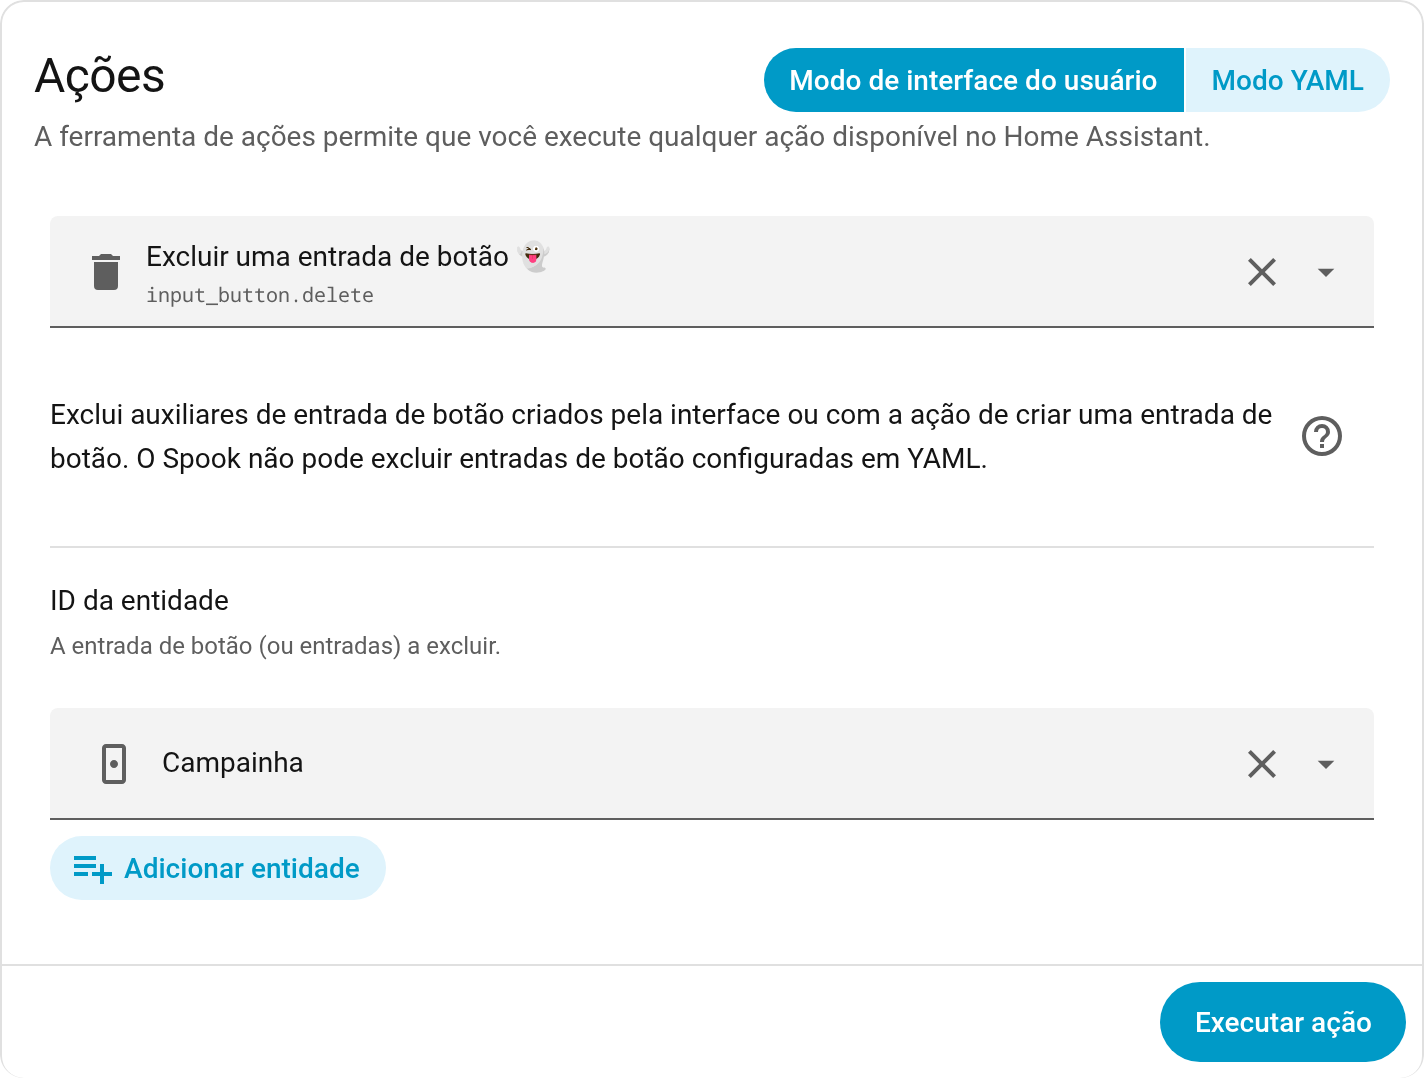 Ações
Modo de interface do usuário
Modo YAML
A ferramenta de ações permite que você execute qualquer ação disponível no Home Assistant.
Excluir uma entrada de botão 👻
input_button.delete
Exclui auxiliares de entrada de botão criados pela interface ou com a ação de criar uma entrada de
botão. O Spook não pode excluir entradas de botão configuradas em YAML.
ID da entidade
A entrada de botão (ou entradas) a excluir.
Campainha
Adicionar entidade
Executar ação